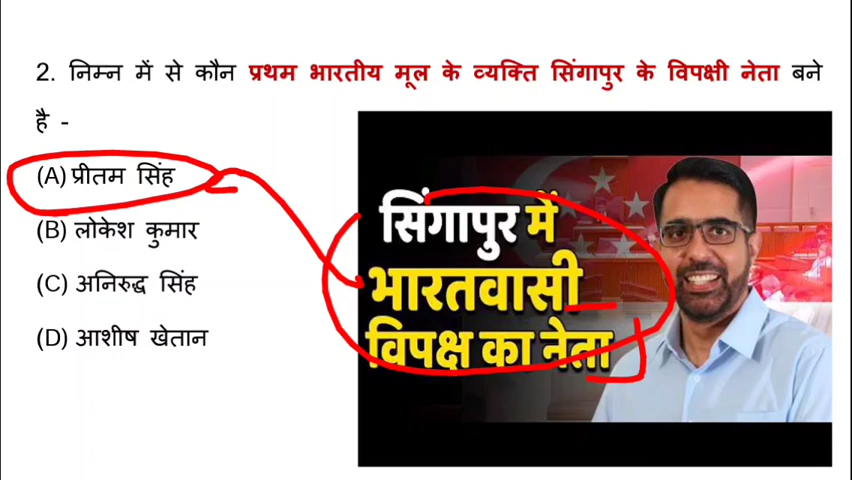 2. निम्न में से कौन प्रथम भारतीय मूल के व्यक्ति सिंगापुर के विपक्षी नेता बने
है -
(A) प्रीतम सिंह
(B) लोकेश कुमार
(C) अनिरुद्ध सिंह
(D) आशीष खेतान
सिंगापुर में
भारतवासी
विपक्ष का नेता